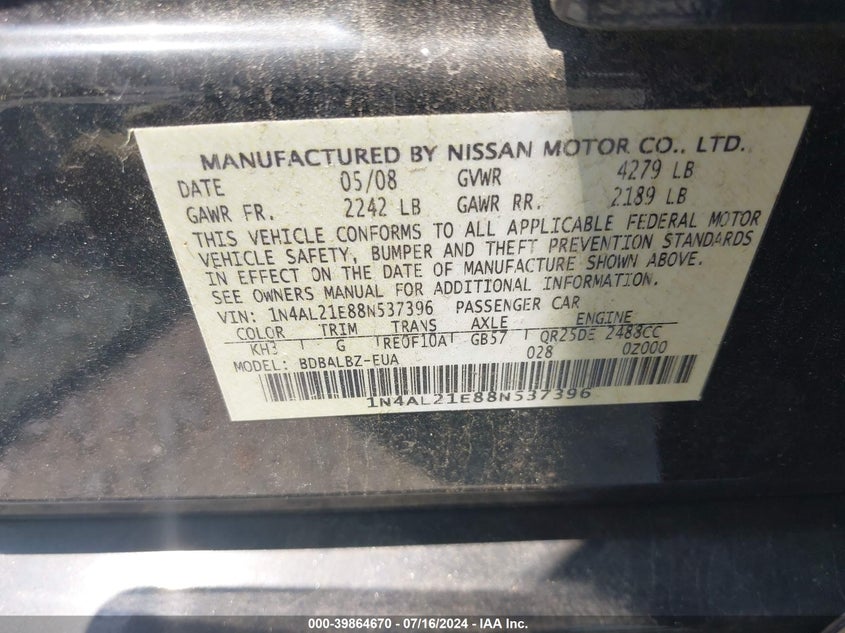 MANUFACTURED BY NISSAN MOTOR CO., LTD.
DATE 05/08 GVWR 4279 LB
GAWR FR. 2242 LB GAWR RR. 2189 LB
THIS VEHICLE CONFORMS TO ALL APPLICABLE FEDERAL MOTOR
VEHICLE SAFETY, BUMPER AND THEFT PREVENTION STANDARDS
IN EFFECT ON THE DATE OF MANUFACTURE SHOWN ABOVE.
SEE OWNERS MANUAL FOR ADDITIONAL INFORMATION.
VIN: 1N4AL21E88N537396 PASSENGER CAR
COLOR TRIM TRANS AXLE ENGINE
KH3 G RE0F10A GB57 QR25DE 2488CC
MODEL: BDBALBZ-EUA 028 0Z000
1N4AL21E88N537396
000-39864670 - 07/16/2024 - IAA Inc.